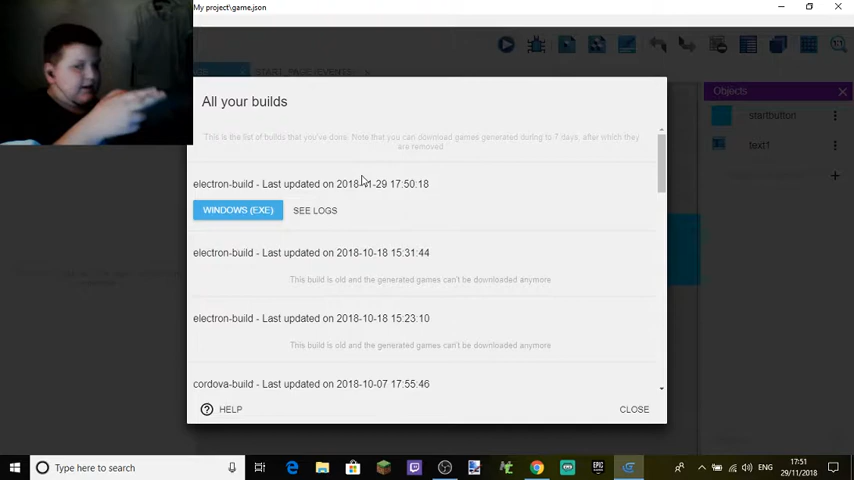 My project\game.json
START_PAGE (EVENTS)
Objects
All your builds
startbutton
This is the list of builds that you've done. Note that you can download games generated during to 7 days, after which they
are removed.
text1
electron-build - Last updated on 2018-11-29 17:50:18
WINDOWS (EXE) SEE LOGS
electron-build - Last updated on 2018-10-18 15:31:44
This build is old and the generated games can't be downloaded anymore
electron-build - Last updated on 2018-10-18 15:23:10
This build is old and the generated games can't be downloaded anymore
cordova-build - Last updated on 2018-10-07 17:55:46
? HELP
CLOSE
Type here to search
EPIC
ENG
17:51
29/11/2018